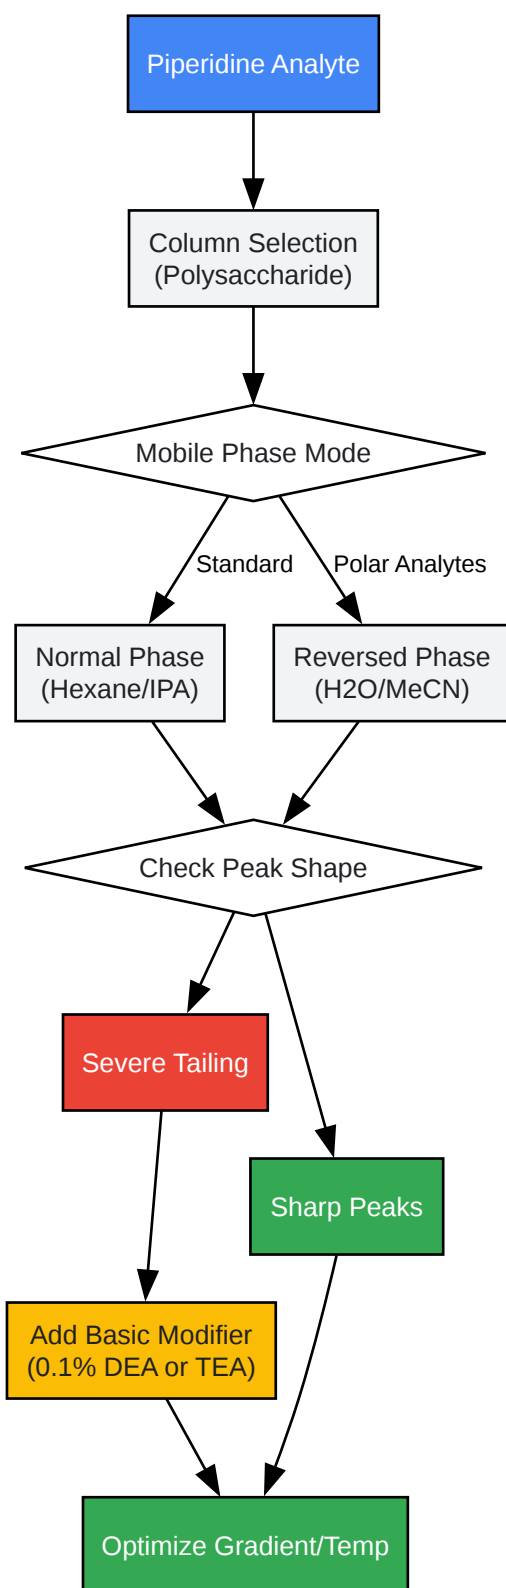 Piperidine Analyte
Column Selection
(Polysaccharide)
Mobile Phase Mode
Standard
Polar Analytes
Normal Phase
(Hexane/IPA)
Reversed Phase
(H2O/MeCN)
Check Peak Shape
Severe Tailing
Sharp Peaks
Add Basic Modifier
(0.1% DEA or TEA)
Optimize Gradient/Temp